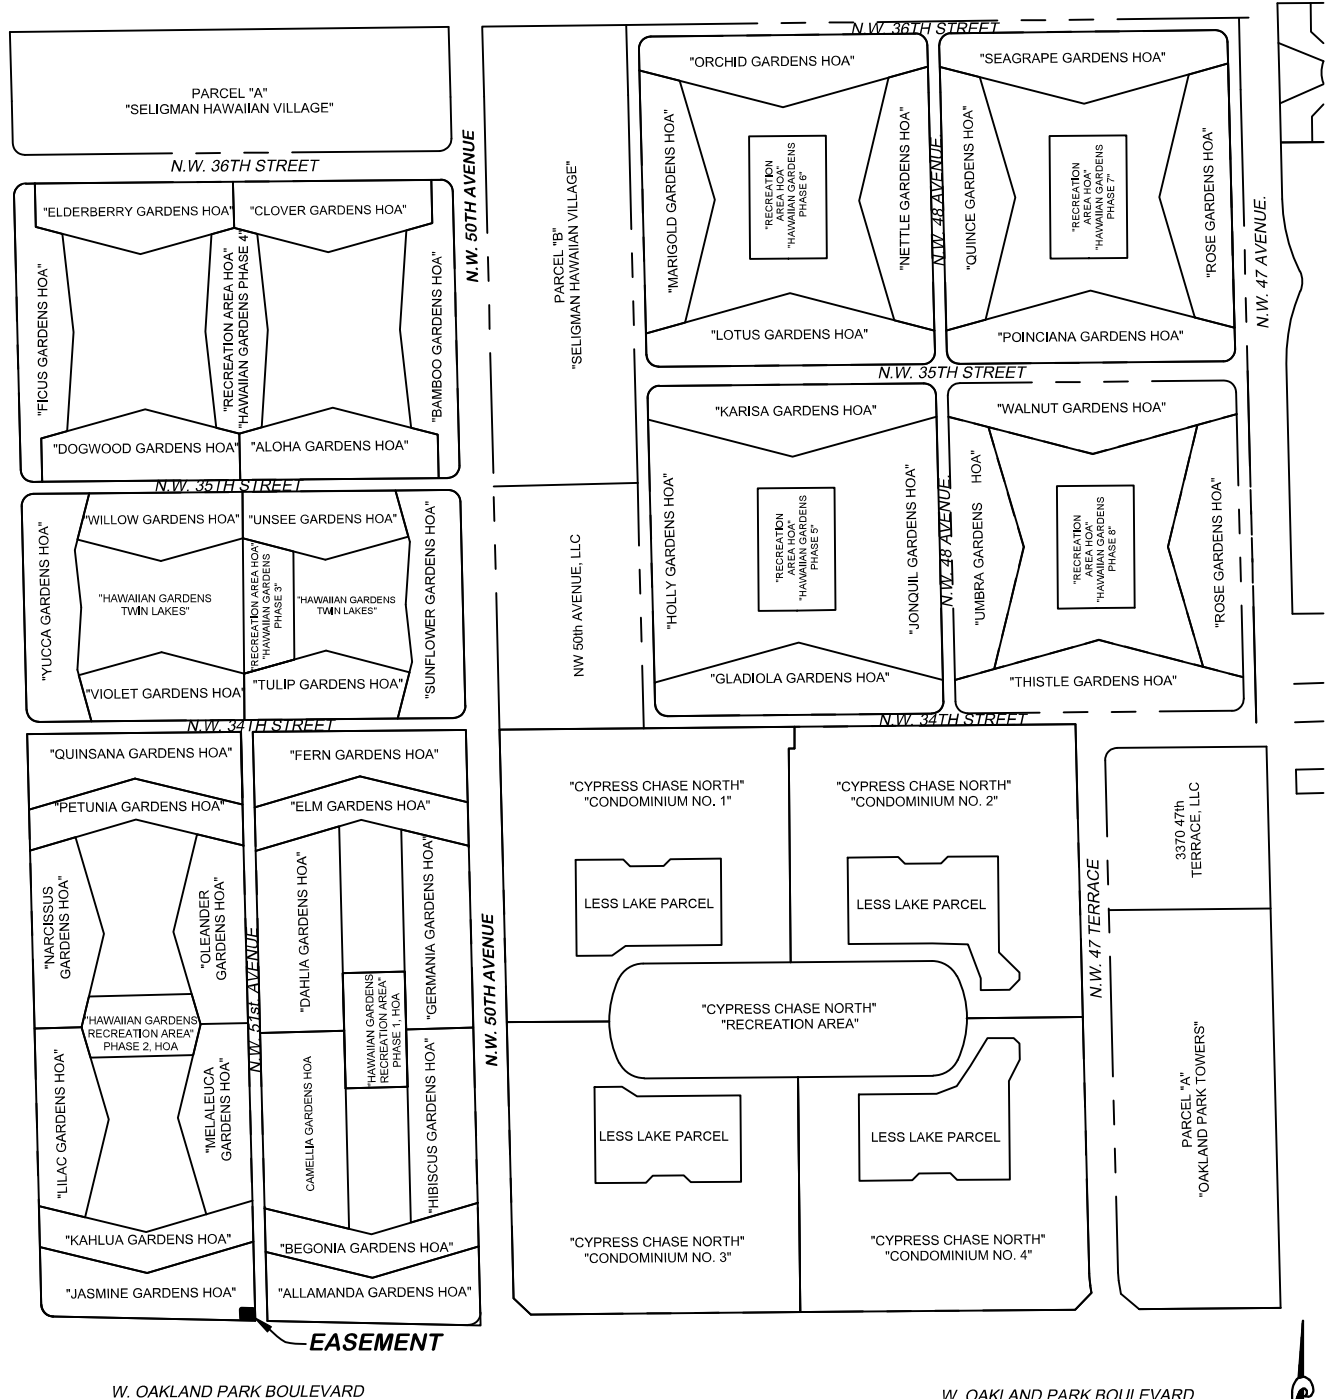 N.W. 36TH STREET
PARCEL "A"
"SELIGMAN HAWAIIAN VILLAGE"
N.W. 36TH STREET
"ELDERBERRY GARDENS HOA"
"CLOVER GARDENS HOA"
"FICUS GARDENS HOA"
"RECREATION AREA HOA"
"HAWAIIAN GARDENS PHASE 4"
"BAMBOO GARDENS HOA"
"DOGWOOD GARDENS HOA"
"ALOHA GARDENS HOA"
N.W. 35TH STREET
N.W. 50TH AVENUE
PARCEL "B"
"SELIGMAN HAWAIIAN VILLAGE"
"ORCHID GARDENS HOA"
"MARIGOLD GARDENS HOA"
"RECREATION
AREA HOA"
"HAWAIIAN GARDENS
PHASE 6"
"NETTLE GARDENS HOA"
"LOTUS GARDENS HOA"
N.W. 48 AVENUE.
"SEAGRAPE GARDENS HOA"
"QUINCE GARDENS HOA"
"RECREATION
AREA HOA"
"HAWAIIAN GARDENS
PHASE 7"
"ROSE GARDENS HOA"
"POINCIANA GARDENS HOA"
N.W. 47 AVENUE.
N.W. 35TH STREET
"WILLOW GARDENS HOA"
"UNSEE GARDENS HOA"
"YUCCA GARDENS HOA"
"HAWAIIAN GARDENS
TWIN LAKES"
"RECREATION AREA HOA"
"HAWAIIAN GARDENS
PHASE 3"
"HAWAIIAN GARDENS
TWIN LAKES"
"SUNFLOWER GARDENS HOA"
"VIOLET GARDENS HOA"
"TULIP GARDENS HOA"
N.W. 34TH STREET
NW 50th AVENUE, LLC
"KARISA GARDENS HOA"
"HOLLY GARDENS HOA"
"RECREATION
AREA HOA"
"HAWAIIAN GARDENS
PHASE 5"
"JONQUIL GARDENS HOA"
"GLADIOLA GARDENS HOA"
N.W. 48 AVENUE.
"WALNUT GARDENS HOA"
"UMBRA GARDENS HOA"
"RECREATION
AREA HOA"
"HAWAIIAN GARDENS
PHASE 8"
"ROSE GARDENS HOA"
"THISTLE GARDENS HOA"
N.W. 34TH STREET
"QUINSANA GARDENS HOA"
"PETUNIA GARDENS HOA"
"NARCISSUS
GARDENS HOA"
"OLEANDER
GARDENS HOA"
"HAWAIIAN GARDENS
RECREATION AREA"
PHASE 2, HOA
"LILAC GARDENS HOA"
"MELALEUCA
GARDENS HOA"
"KAHLUA GARDENS HOA"
"JASMINE GARDENS HOA"
N.W. 51st. AVENUE
"FERN GARDENS HOA"
"ELM GARDENS HOA"
"DAHLIA GARDENS HOA"
"GERMANIA GARDENS HOA"
"HAWAIIAN GARDENS
RECREATION AREA"
PHASE 1, HOA
CAMELLIA GARDENS HOA
"HIBISCUS GARDENS HOA"
"BEGONIA GARDENS HOA"
"ALLAMANDA GARDENS HOA"
N.W. 50TH AVENUE
"CYPRESS CHASE NORTH"
"CONDOMINIUM NO. 1"
"CYPRESS CHASE NORTH"
"CONDOMINIUM NO. 2"
LESS LAKE PARCEL
LESS LAKE PARCEL
"CYPRESS CHASE NORTH"
"RECREATION AREA"
LESS LAKE PARCEL
LESS LAKE PARCEL
"CYPRESS CHASE NORTH"
"CONDOMINIUM NO. 3"
"CYPRESS CHASE NORTH"
"CONDOMINIUM NO. 4"
N.W. 47 TERRACE
3370 47th
TERRACE, LLC
PARCEL "A"
"OAKLAND PARK TOWERS"
EASEMENT
W. OAKLAND PARK BOULEVARD
W. OAKLAND PARK BOULEVARD